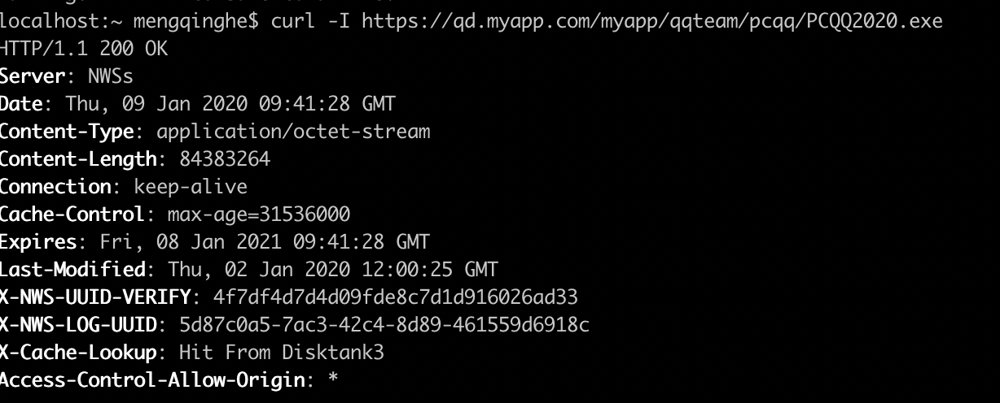 localhost:~ mengqinghe$ curl -I https://qd.myapp.com/myapp/qqteam/pcqq/PCQQ2020.exe
HTTP/1.1 200 OK
Server: NWSs
Date: Thu, 09 Jan 2020 09:41:28 GMT
Content-Type: application/octet-stream
Content-Length: 84383264
Connection: keep-alive
Cache-Control: max-age=31536000
Expires: Fri, 08 Jan 2021 09:41:28 GMT
Last-Modified: Thu, 02 Jan 2020 12:00:25 GMT
X-NWS-UUID-VERIFY: 4f7df4d7d4d09fde8c7d1d916026ad33
X-NWS-LOG-UUID: 5d87c0a5-7ac3-42c4-8d89-461559d6918c
X-Cache-Lookup: Hit From Disktank3
Access-Control-Allow-Origin: *